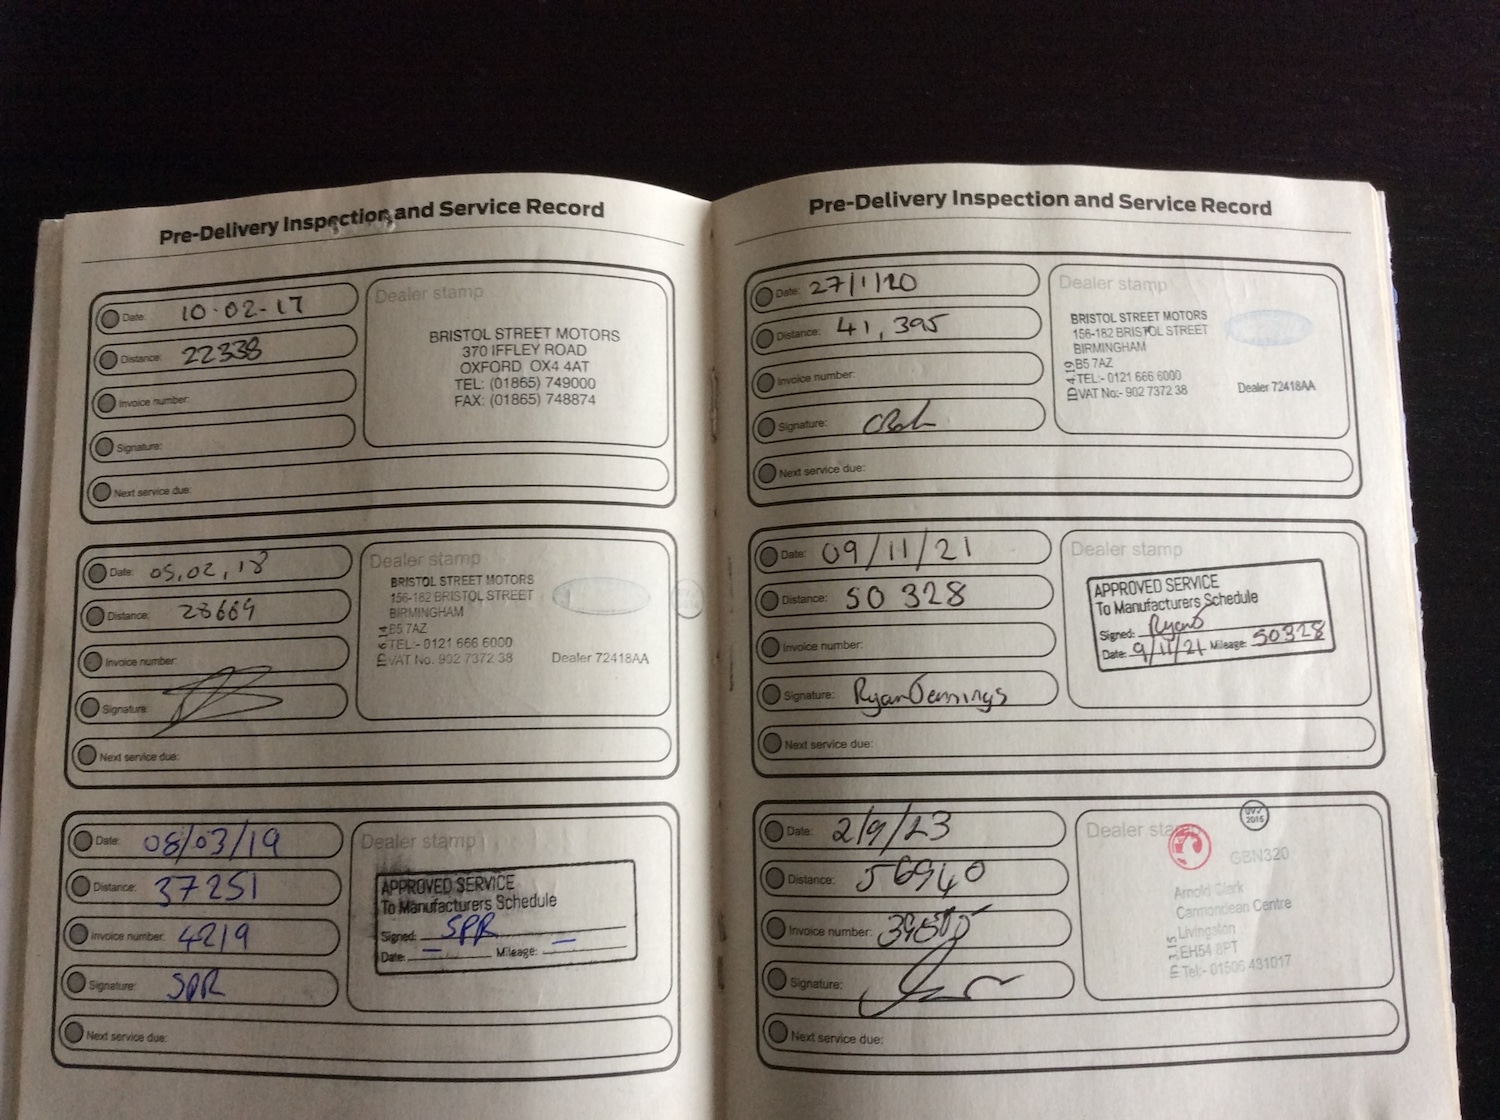 Pre-Delivery Inspection and Service Record
Date: 10-02-17
Distance: 22338
Invoice number:
Signature:
Next service due:
Dealer stamp
BRISTOL STREET MOTORS
370 IFFLEY ROAD
OXFORD OX4 4AT
TEL: (01865) 749000
FAX: (01865) 748874
Date: 05,02,18
Distance: 28669
Invoice number:
Signature:
Next service due:
Dealer stamp
BRISTOL STREET MOTORS
156-182 BRISTOL STREET
BIRMINGHAM
B5 7AZ
TEL:- 0121 666 6000
VAT No. 902 7372 38
Dealer 72418AA
Date: 08/03/19
Distance: 37251
Invoice number: 4219
Signature: SPR
Next service due:
Dealer stamp
APPROVED SERVICE
To Manufacturers Schedule
Signed: SPR
Date: — Mileage: —
Pre-Delivery Inspection and Service Record
Date: 27/1/20
Distance: 41,395
Invoice number:
Signature:
Next service due:
Dealer stamp
BRISTOL STREET MOTORS
156-182 BRISTOL STREET
BIRMINGHAM
B5 7AZ
TEL:- 0121 666 6000
VAT No:- 902 7372 38
Dealer 72418AA
ID 4.19
Date: 09/11/21
Distance: 50328
Invoice number:
Signature: Ryan Jennings
Next service due:
Dealer stamp
APPROVED SERVICE
To Manufacturers Schedule
Signed: RyanJ
Date: 9/11/21 Mileage: 50328
Date: 2/9/23
Distance: 56940
Invoice number:
Signature:
Next service due:
Dealer stamp
2015
GBN320
Arnold Clark
Carmondean Centre
Livingston
EH54 8PT
Tel:- 01506 431017